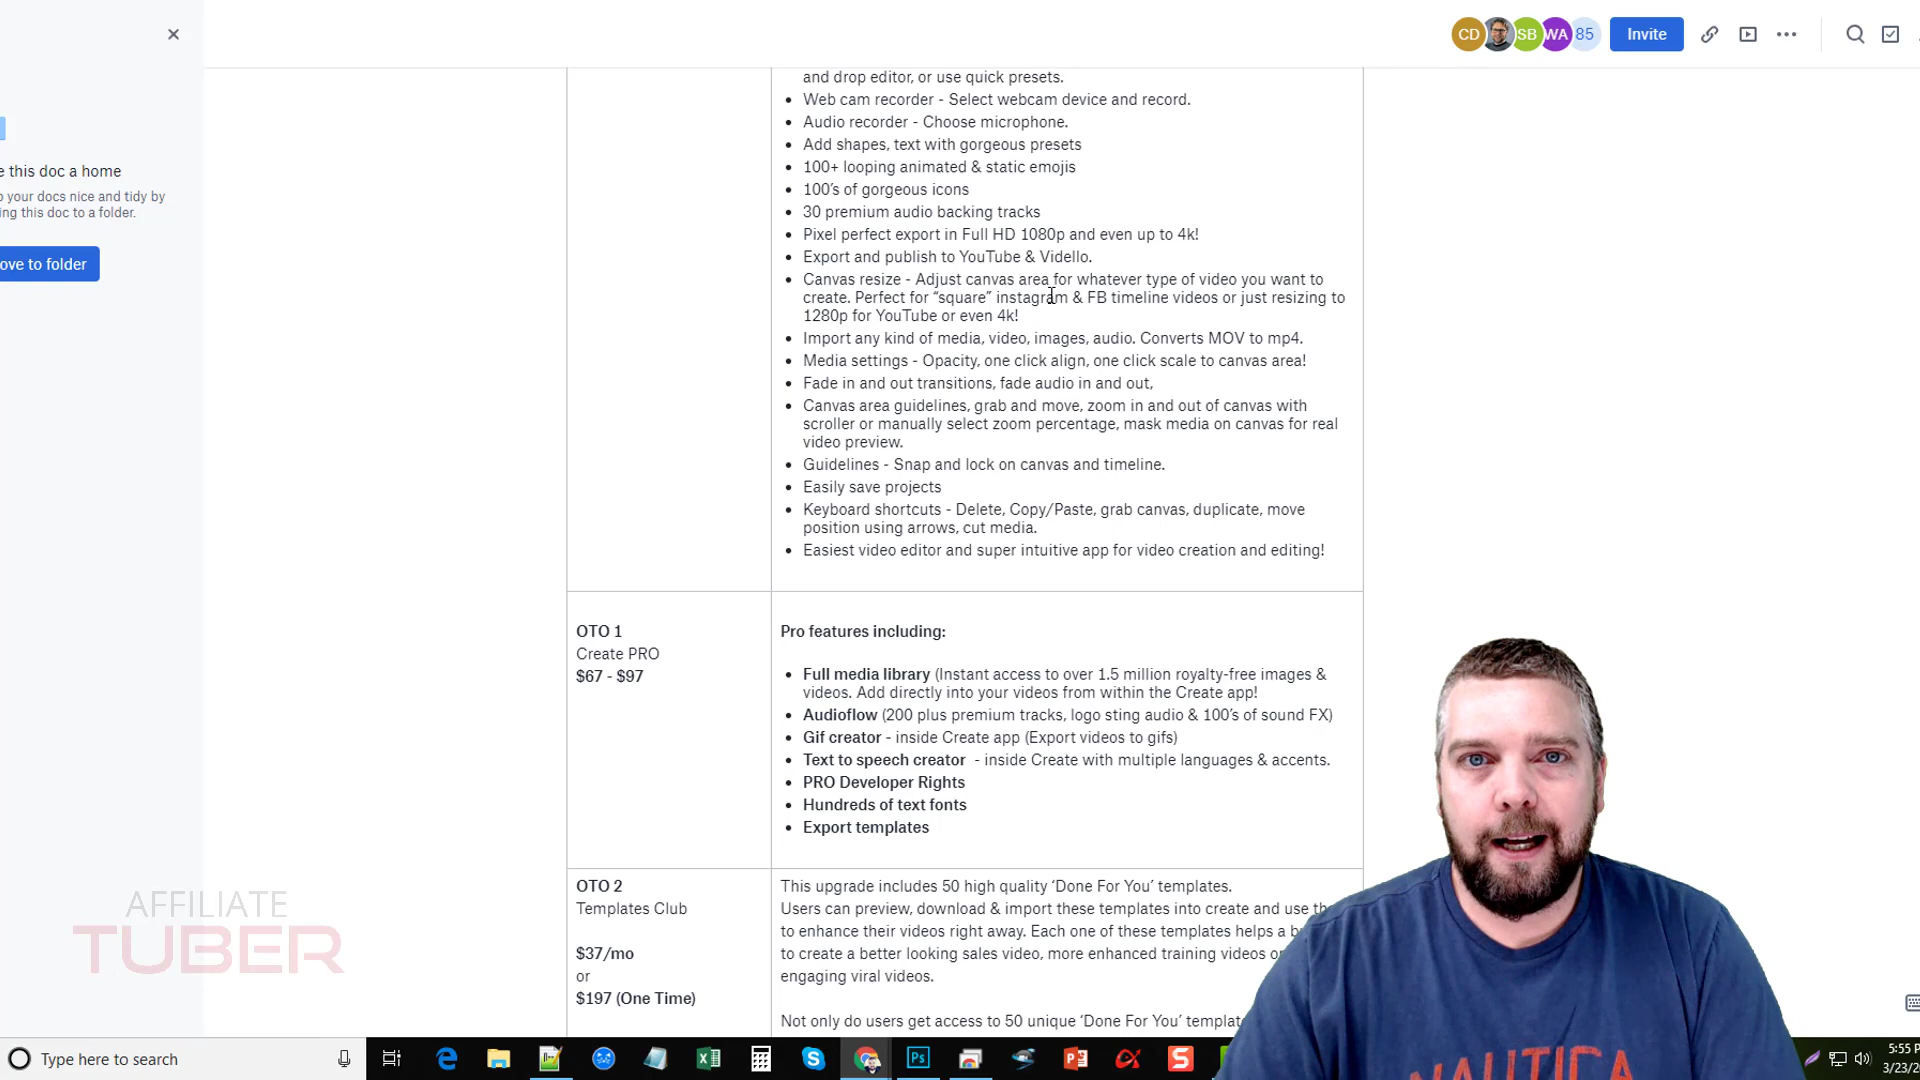 CD
SB
WA
85
Invite
e this doc a home
your docs nice and tidy by
ing this doc to a folder.
ove to folder
and drop editor, or use quick presets.
• Web cam recorder - Select webcam device and record.
• Audio recorder - Choose microphone.
• Add shapes, text with gorgeous presets
• 100+ looping animated & static emojis
• 100's of gorgeous icons
• 30 premium audio backing tracks
• Pixel perfect export in Full HD 1080p and even up to 4k!
• Export and publish to YouTube & Vidello.
• Canvas resize - Adjust canvas area for whatever type of video you want to
create. Perfect for “square” instagram & FB timeline videos or just resizing to
1280p for YouTube or even 4k!
• Import any kind of media, video, images, audio. Converts MOV to mp4.
• Media settings - Opacity, one click align, one click scale to canvas area!
• Fade in and out transitions, fade audio in and out,
• Canvas area guidelines, grab and move, zoom in and out of canvas with
scroller or manually select zoom percentage, mask media on canvas for real
video preview.
• Guidelines - Snap and lock on canvas and timeline.
• Easily save projects
• Keyboard shortcuts - Delete, Copy/Paste, grab canvas, duplicate, move
position using arrows, cut media.
• Easiest video editor and super intuitive app for video creation and editing!
OTO 1
Create PRO
$67 - $97
Pro features including:
• Full media library (Instant access to over 1.5 million royalty-free images &
videos. Add directly into your videos from within the Create app!
• Audioflow (200 plus premium tracks, logo sting audio & 100's of sound FX)
• Gif creator - inside Create app (Export videos to gifs)
• Text to speech creator - inside Create with multiple languages & accents.
• PRO Developer Rights
• Hundreds of text fonts
• Export templates
OTO 2
Templates Club
$37/mo
or
$197 (One Time)
This upgrade includes 50 high quality ‘Done For You’ templates.
Users can preview, download & import these templates into create and use th
to enhance their videos right away. Each one of these templates helps a b
to create a better looking sales video, more enhanced training videos o
engaging viral videos.
Not only do users get access to 50 unique ‘Done For You’ templat
AFFILIATE
TUBER
NAUTICA
Type here to search
Ps
S
5:55 P
3/23/2